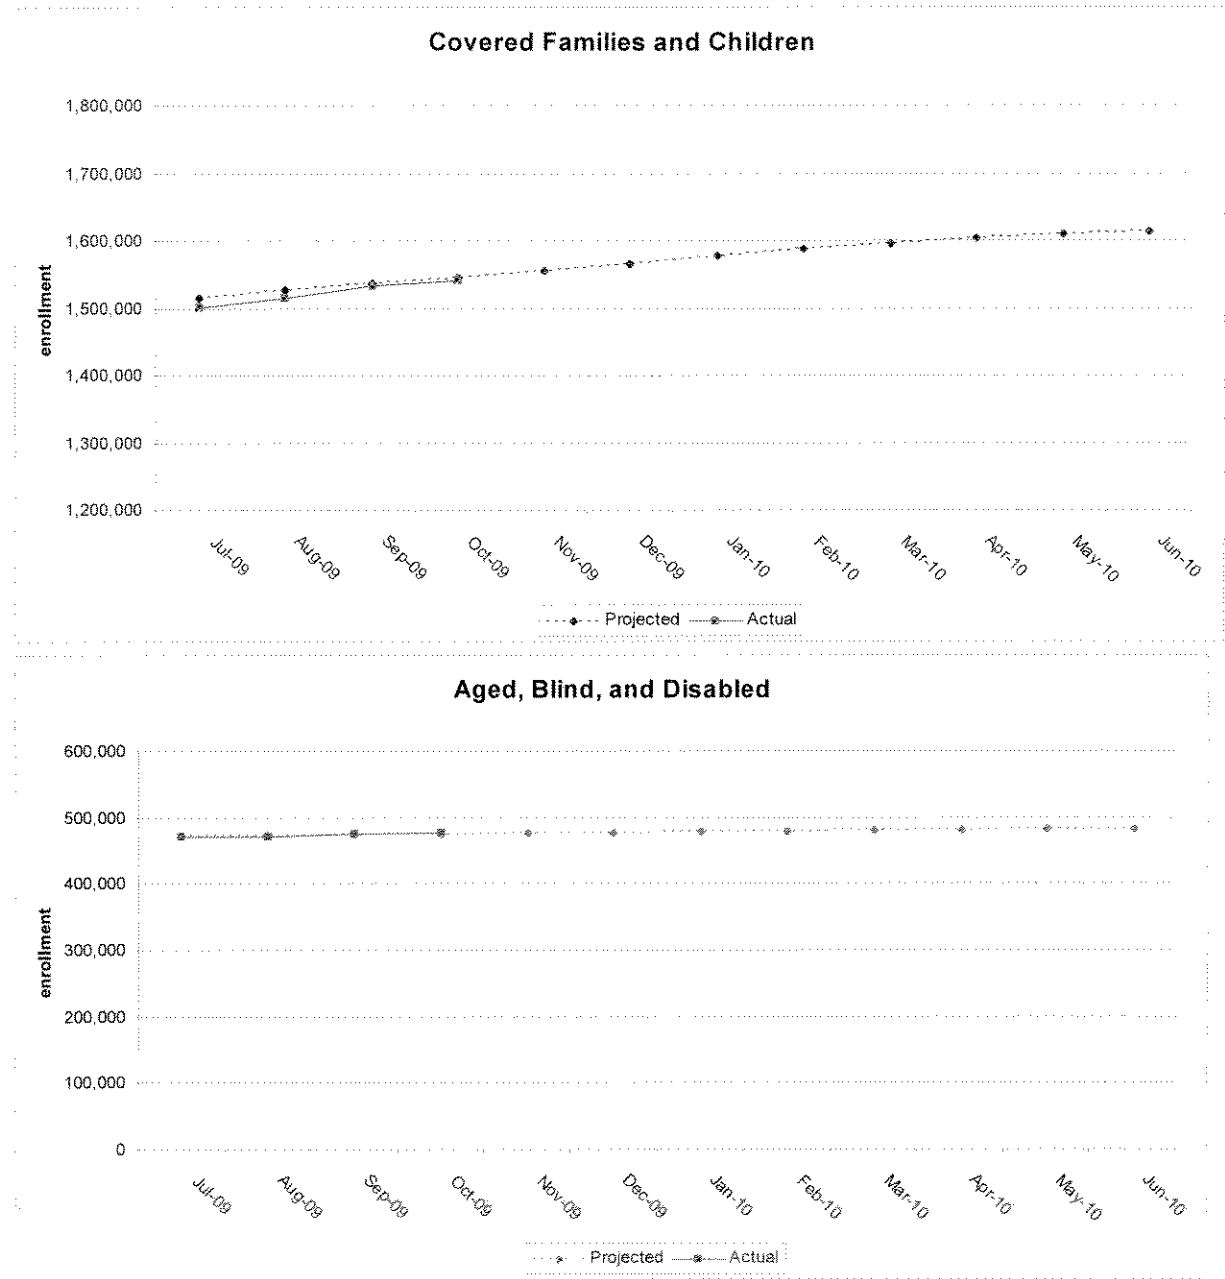 Covered Families and Children
1,800,000
1,700,000
1,600,000
1,500,000
1,400,000
1,300,000
1,200,000
enrollment
Jul-09 Aug-09 Sep-09 Oct-09 Nov-09 Dec-09 Jan-10 Feb-10 Mar-10 Apr-10 May-10 Jun-10
Projected Actual
Aged, Blind, and Disabled
600,000
500,000
400,000
300,000
200,000
100,000
0
enrollment
Jul-09 Aug-09 Sep-09 Oct-09 Nov-09 Dec-09 Jan-10 Feb-10 Mar-10 Apr-10 May-10 Jun-10
Projected Actual